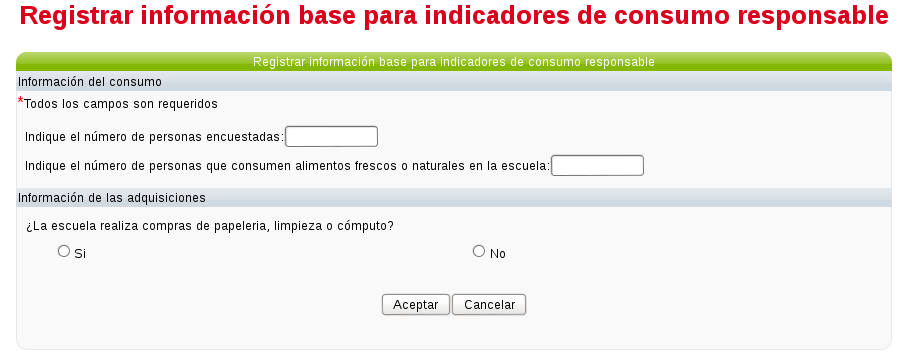 Registrar información base para indicadores de consumo responsable
Registrar información base para indicadores de consumo responsable
Información del consumo
*Todos los campos son requeridos
Indique el número de personas encuestadas:
Indique el número de personas que consumen alimentos frescos o naturales en la escuela:
Información de las adquisiciones
¿La escuela realiza compras de papeleria, limpieza o cómputo?
Si No
Aceptar Cancelar